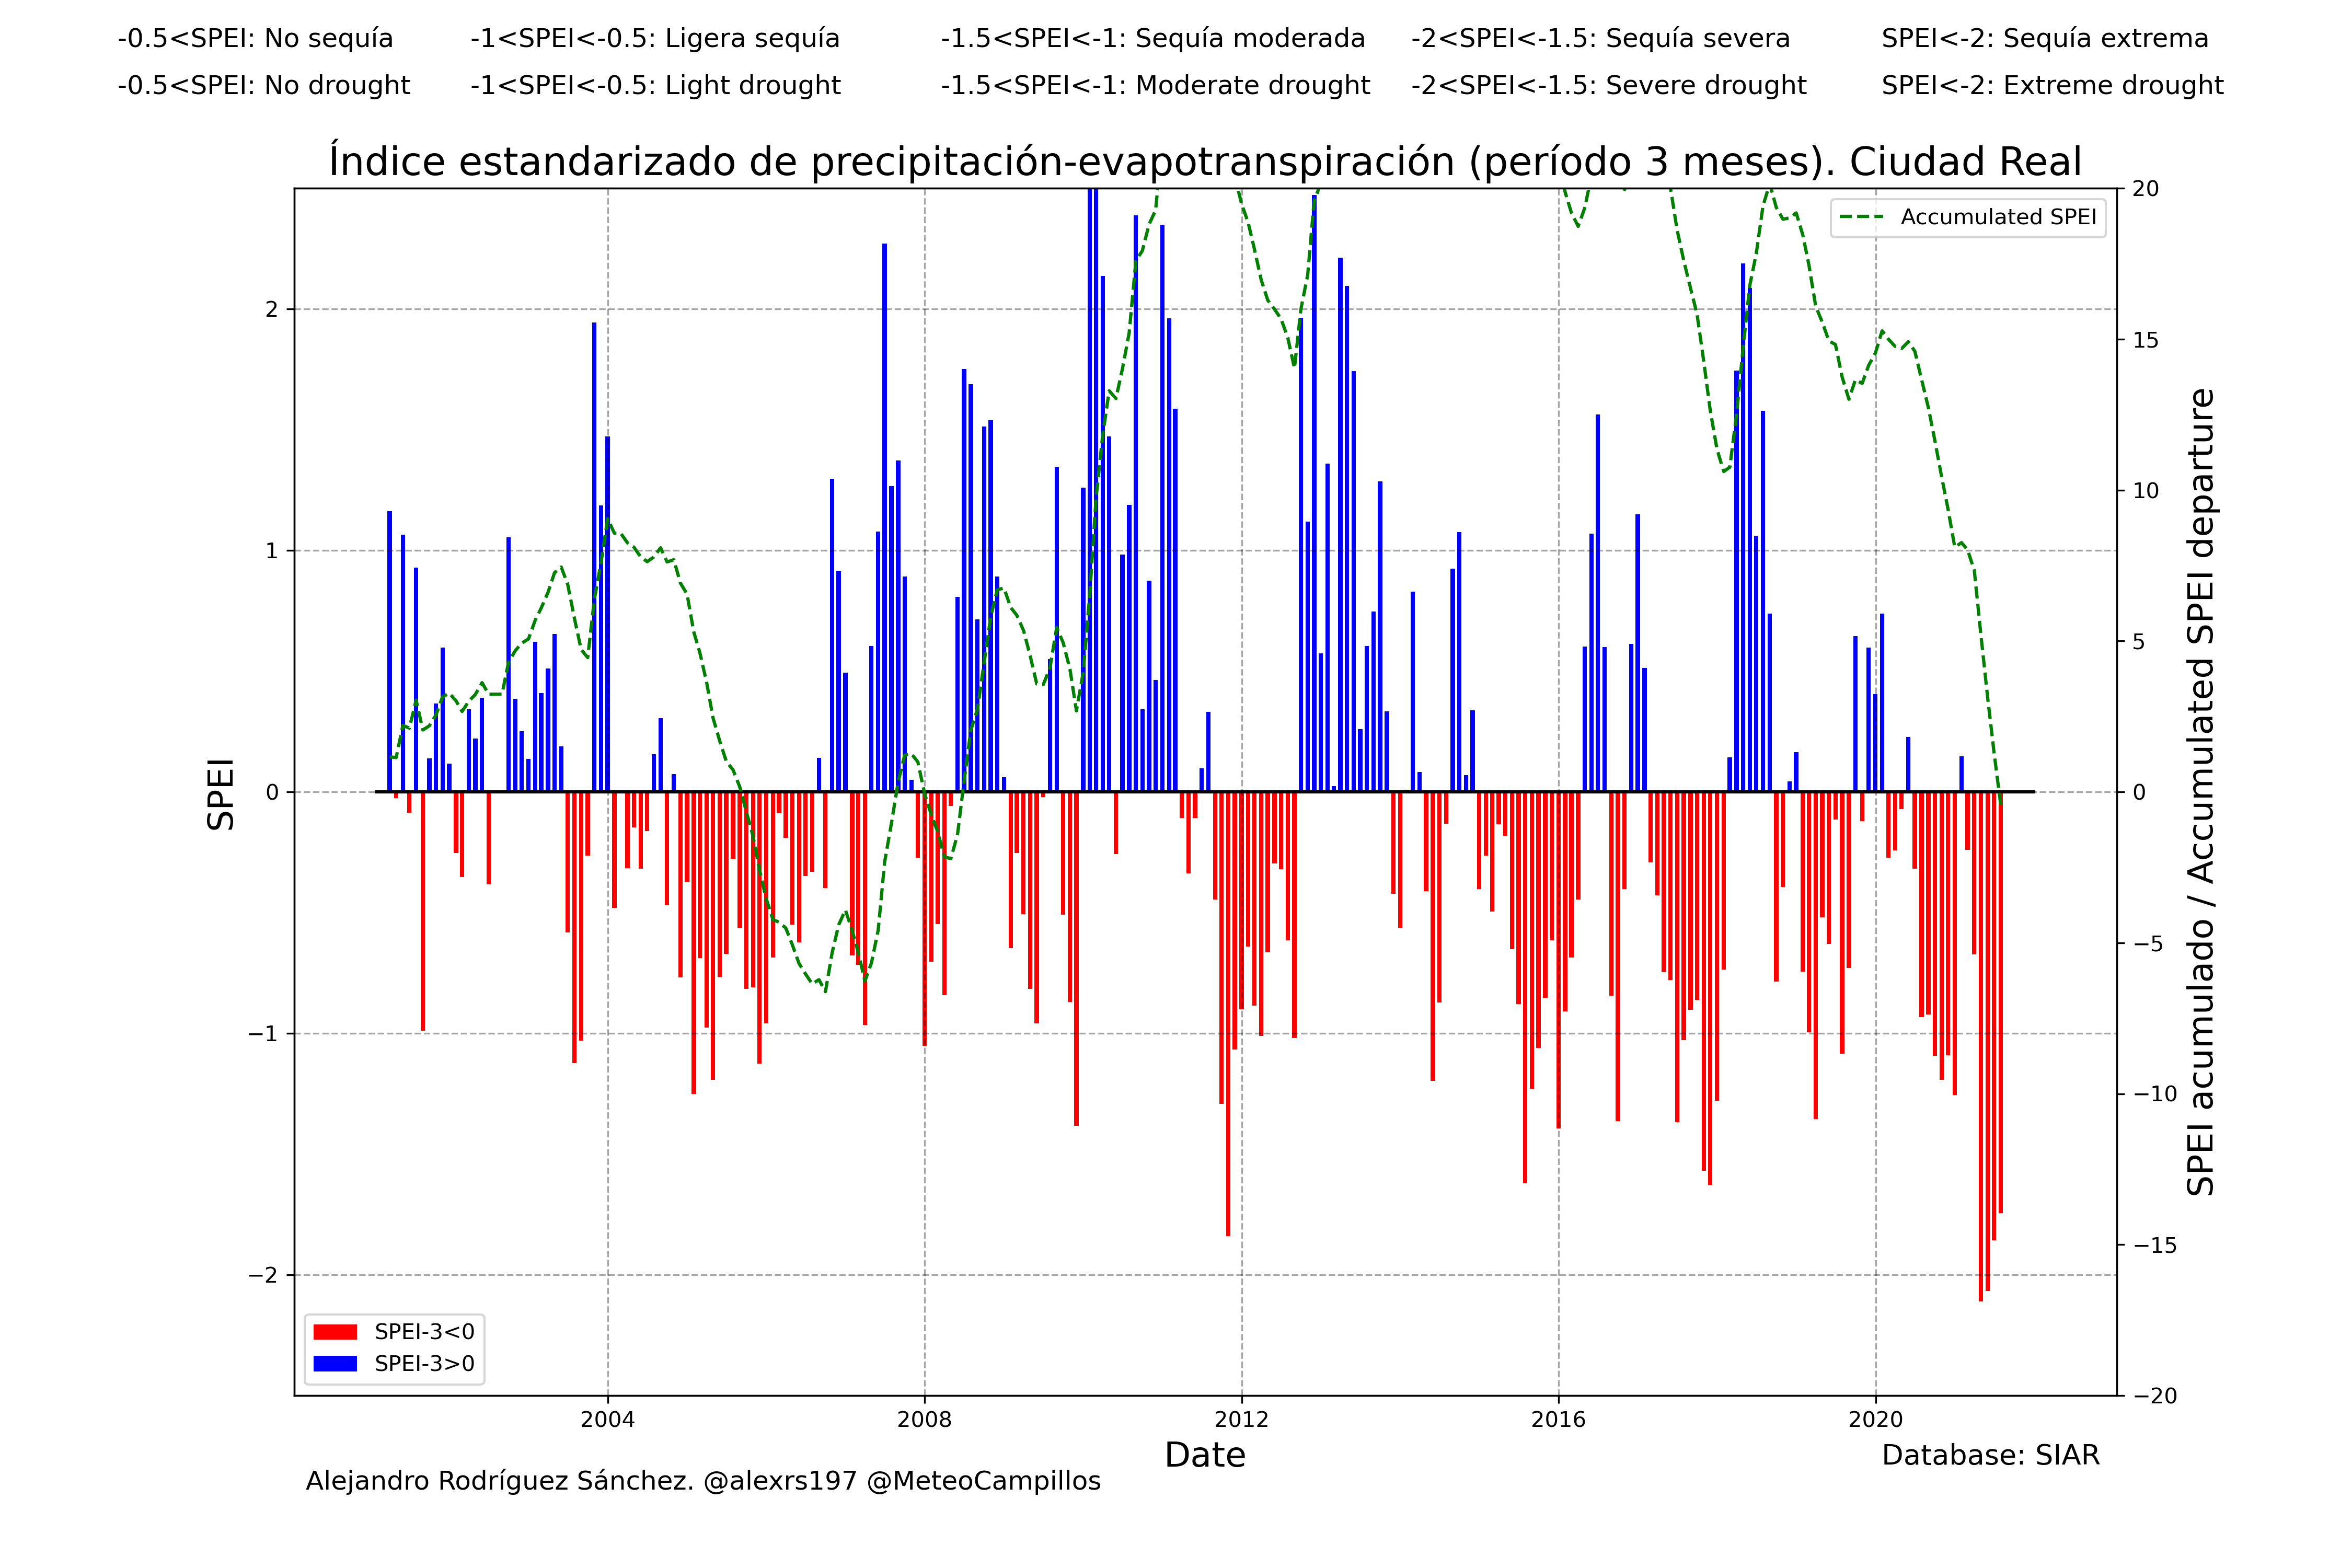 -0.5<SPEI: No sequía -1<SPEI<-0.5: Ligera sequía -1.5<SPEI<-1: Sequía moderada -2<SPEI<-1.5: Sequía severa SPEI<-2: Sequía extrema
-0.5<SPEI: No drought -1<SPEI<-0.5: Light drought -1.5<SPEI<-1: Moderate drought -2<SPEI<-1.5: Severe drought SPEI<-2: Extreme drought
Índice estandarizado de precipitación-evapotranspiración (período 3 meses). Ciudad Real
Accumulated SPEI
SPEI
2
1
0
−1
−2
20
15
10
5
0
−5
−10
−15
−20
SPEI acumulado / Accumulated SPEI departure
SPEI-3<0
SPEI-3>0
2004 2008 2012 2016 2020
Date
Database: SIAR
Alejandro Rodríguez Sánchez. @alexrs197 @MeteoCampillos